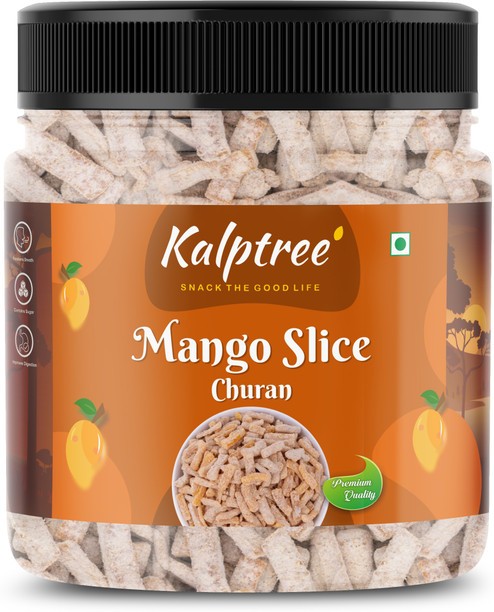 Kalptree
SNACK THE GOOD LIFE
Mango Slice
Churan
Premium
Quality